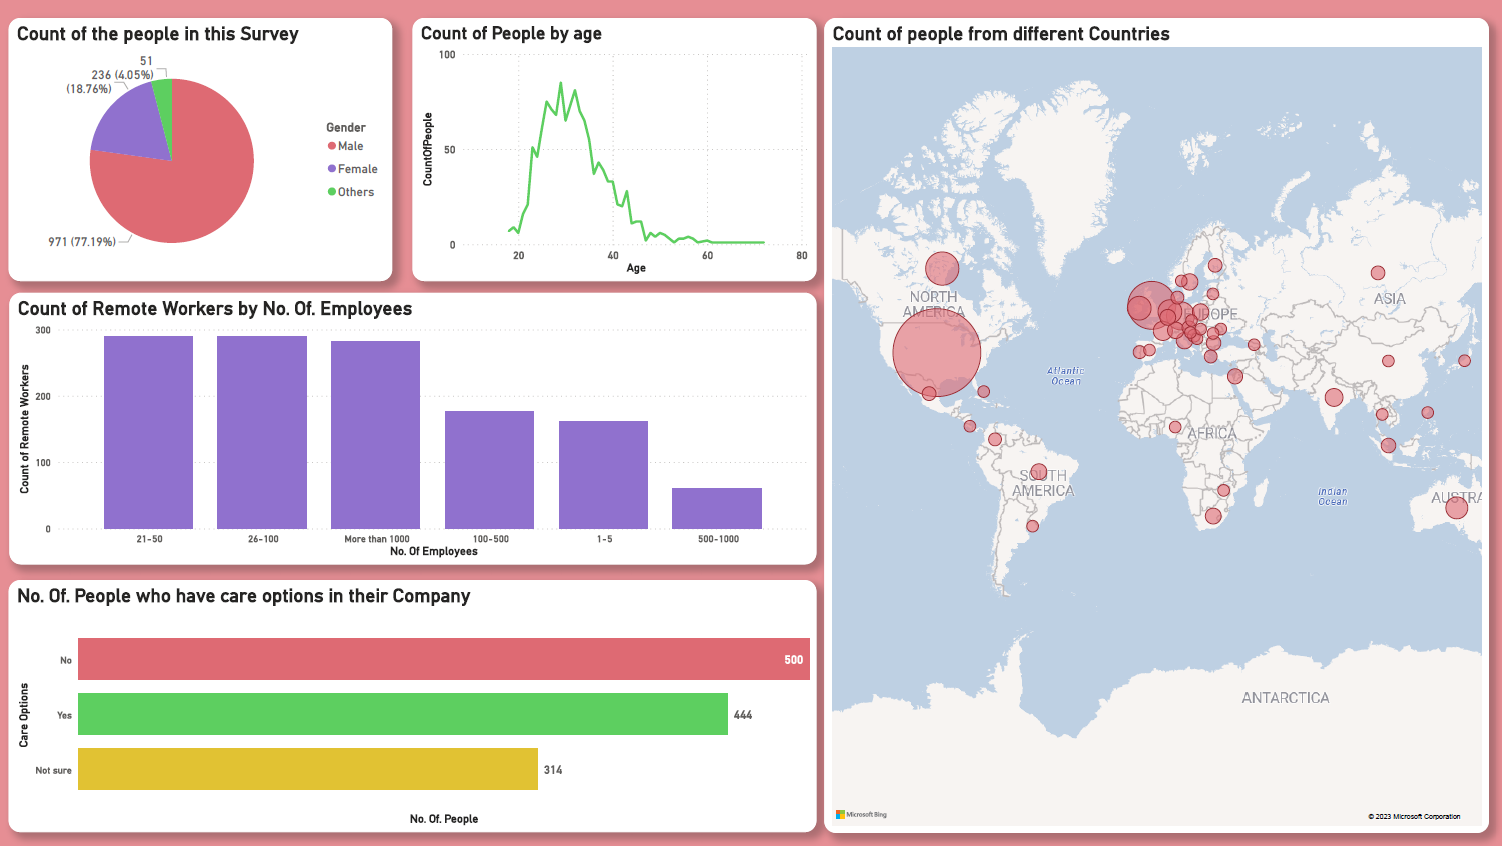 Count of the people in this Survey
51
236 (4.05%)
(18.76%)
Gender
Male
Female
Others
971 (77.19%)
Count of People by age
100
50
0
CountOfPeople
20
40
60
80
Age
Count of Remote Workers by No. Of. Employees
300
200
100
0
Count of Remote Workers
21-50
26-100
More than 1000
100-500
1-5
500-1000
No. Of Employees
No. Of. People who have care options in their Company
Care Options
No
500
Yes
444
Not sure
314
No. Of. People
Count of people from different Countries
NORTH
AMERICA
EUROPE
ASIA
Atlantic
Ocean
AFRICA
SOUTH
AMERICA
Indian
Ocean
AUSTRA
ANTARCTICA
Microsoft Bing
© 2023 Microsoft Corporation